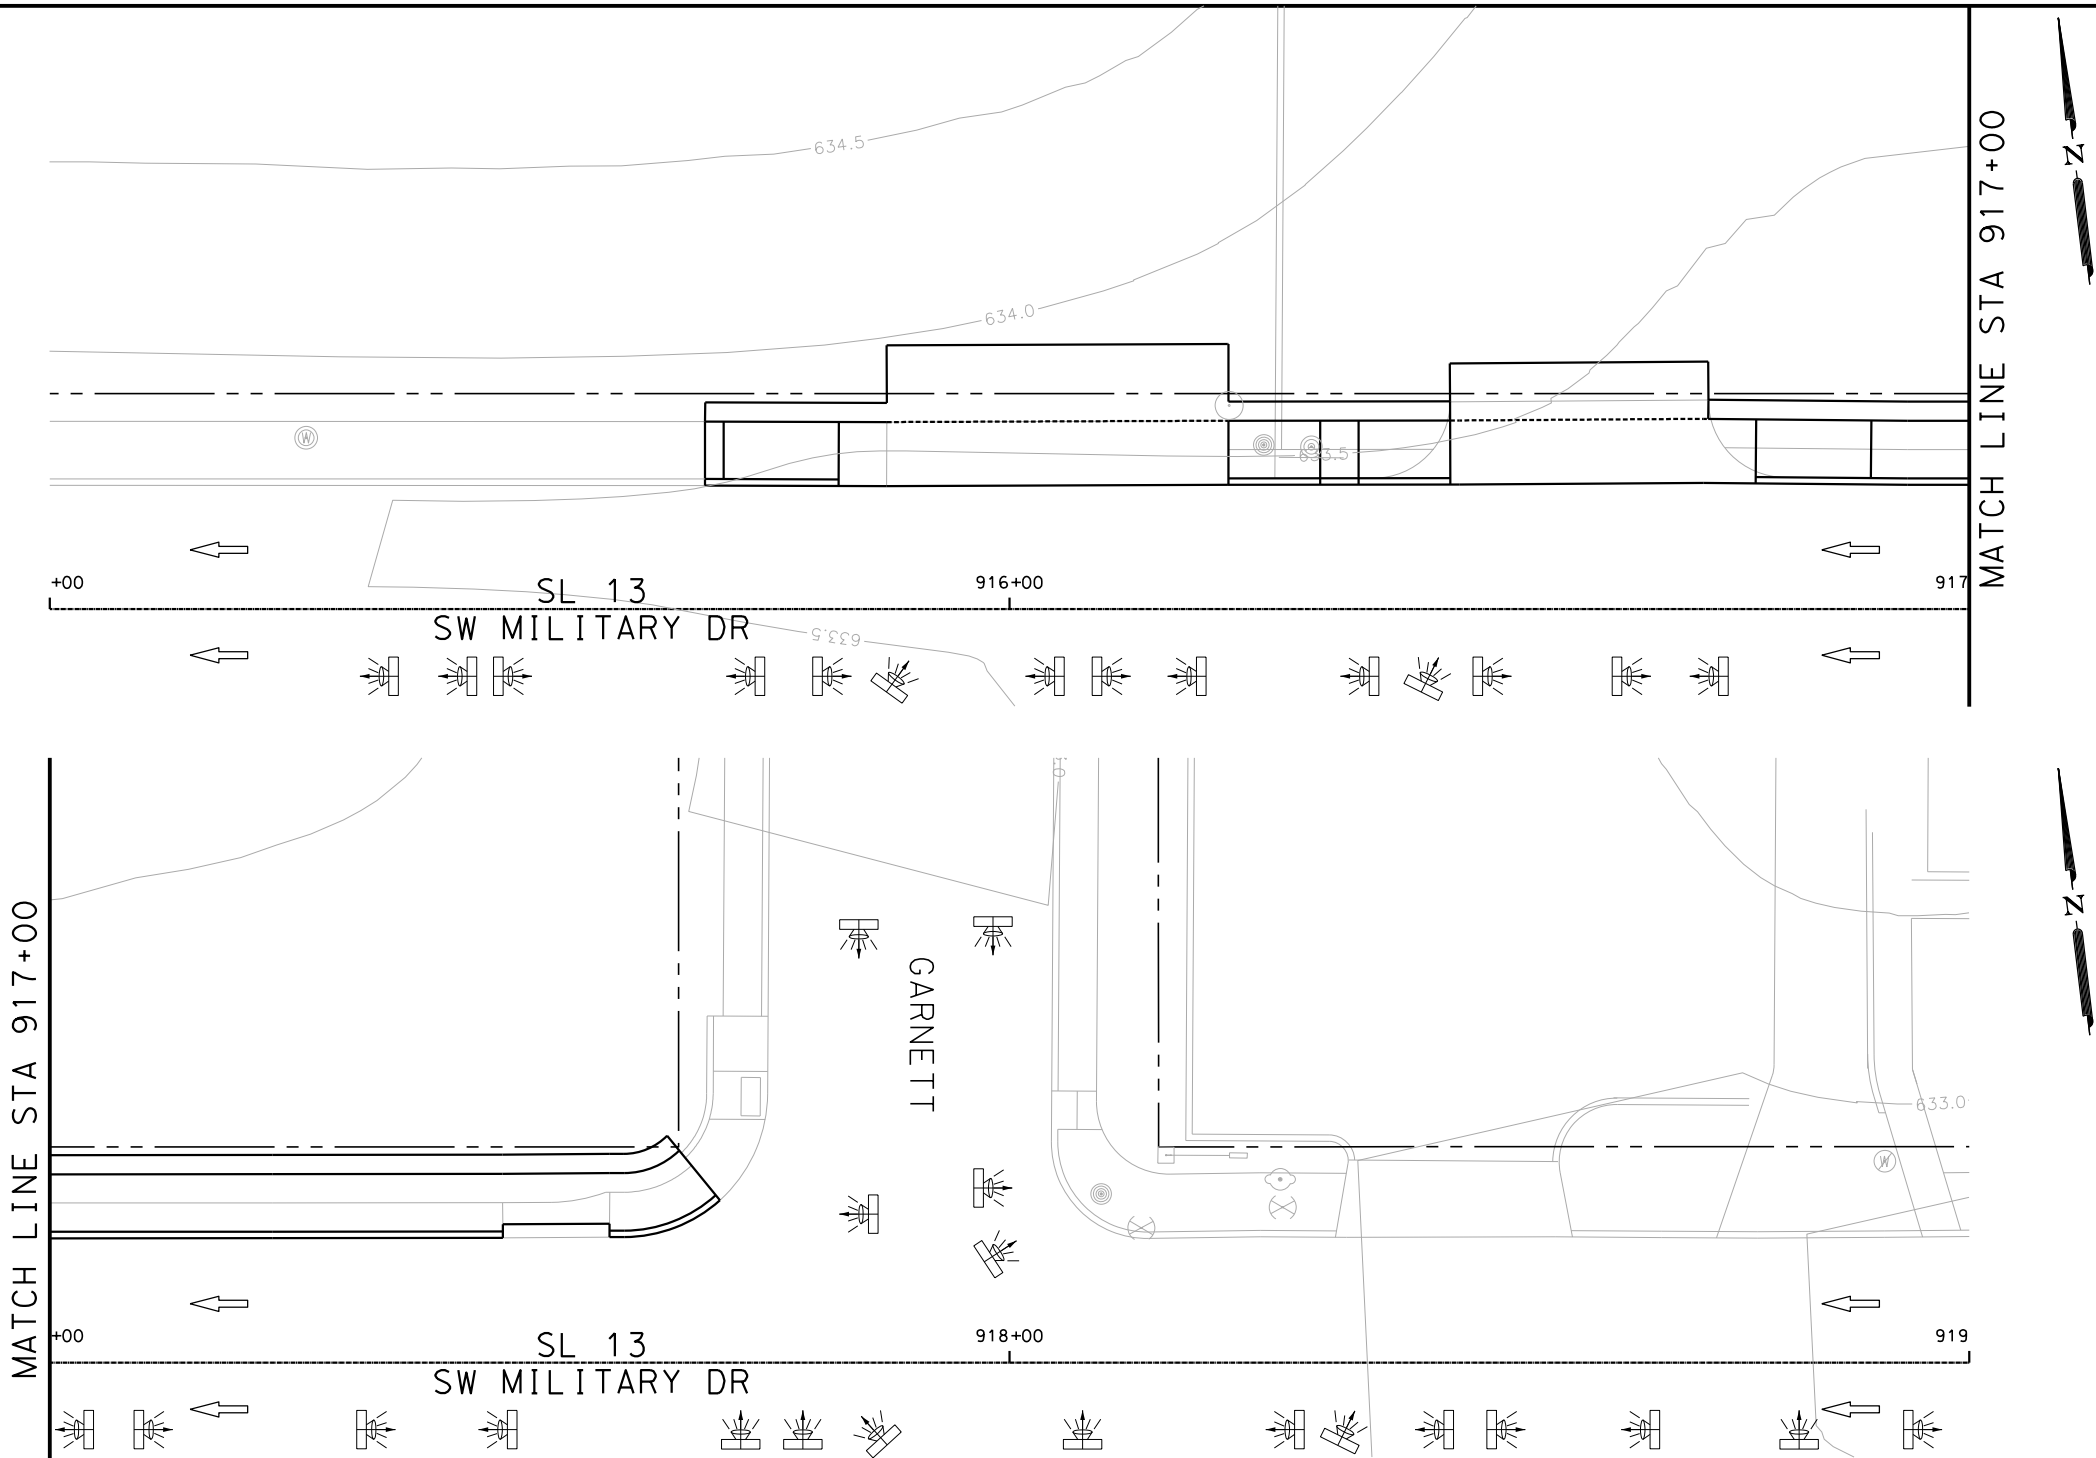 634.5
634.0
633.5
+00
SL 13
916+00
917
SW MILITARY DR
633.5
MATCH LINE STA 917+00
N
W
MATCH LINE STA 917+00
GARNETT
633.0
W
+00
SL 13
918+00
919
SW MILITARY DR
N